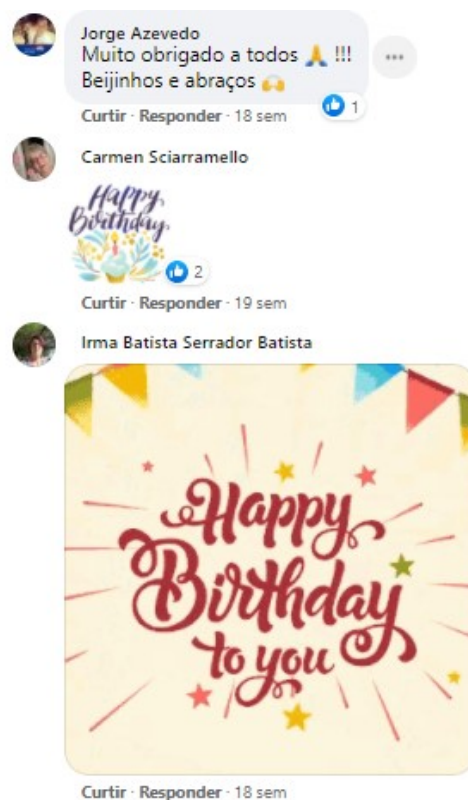 Jorge Azevedo
Muito obrigado a todos 🙏 !!!
Beijinhos e abraços 🙌
1
Curtir · Responder · 18 sem
Carmen Sciarramello
Happy
Birthday
2
Curtir · Responder · 19 sem
Irma Batista Serrador Batista
Happy
Birthday
to you
Curtir · Responder · 18 sem